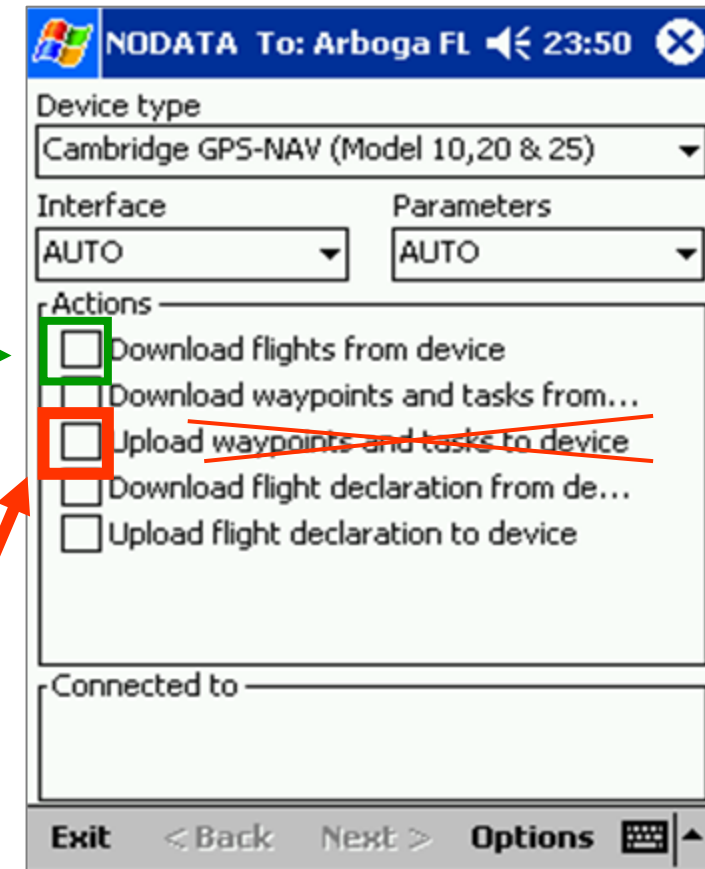 NODATA To: Arboga FL 23:50
Device type
Cambridge GPS-NAV (Model 10,20 & 25)
Interface Parameters
AUTO AUTO
Actions
Download flights from device
Download waypoints and tasks from...
Upload waypoints and tasks to device
Download flight declaration from de...
Upload flight declaration to device
Connected to
Exit < Back Next > Options